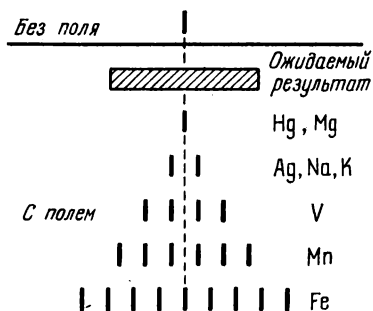 Без поля
Ожидаемый
результат
Hg, Mg
Ag, Na, K
С полем
V
Mn
Fe